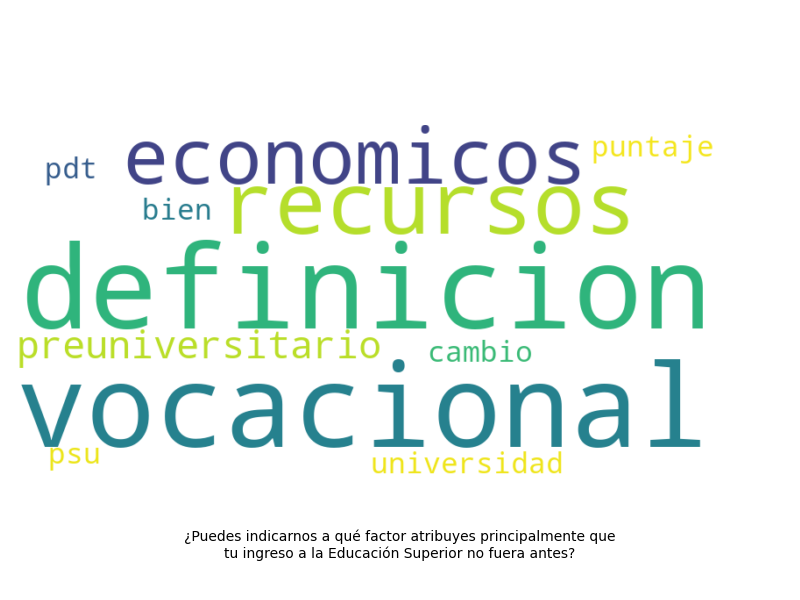 economicos
puntaje
pdt
bien
recursos
definicion
preuniversitario
cambio
vocacional
psu
universidad
¿Puedes indicarnos a qué factor atribuyes principalmente que
tu ingreso a la Educación Superior no fuera antes?